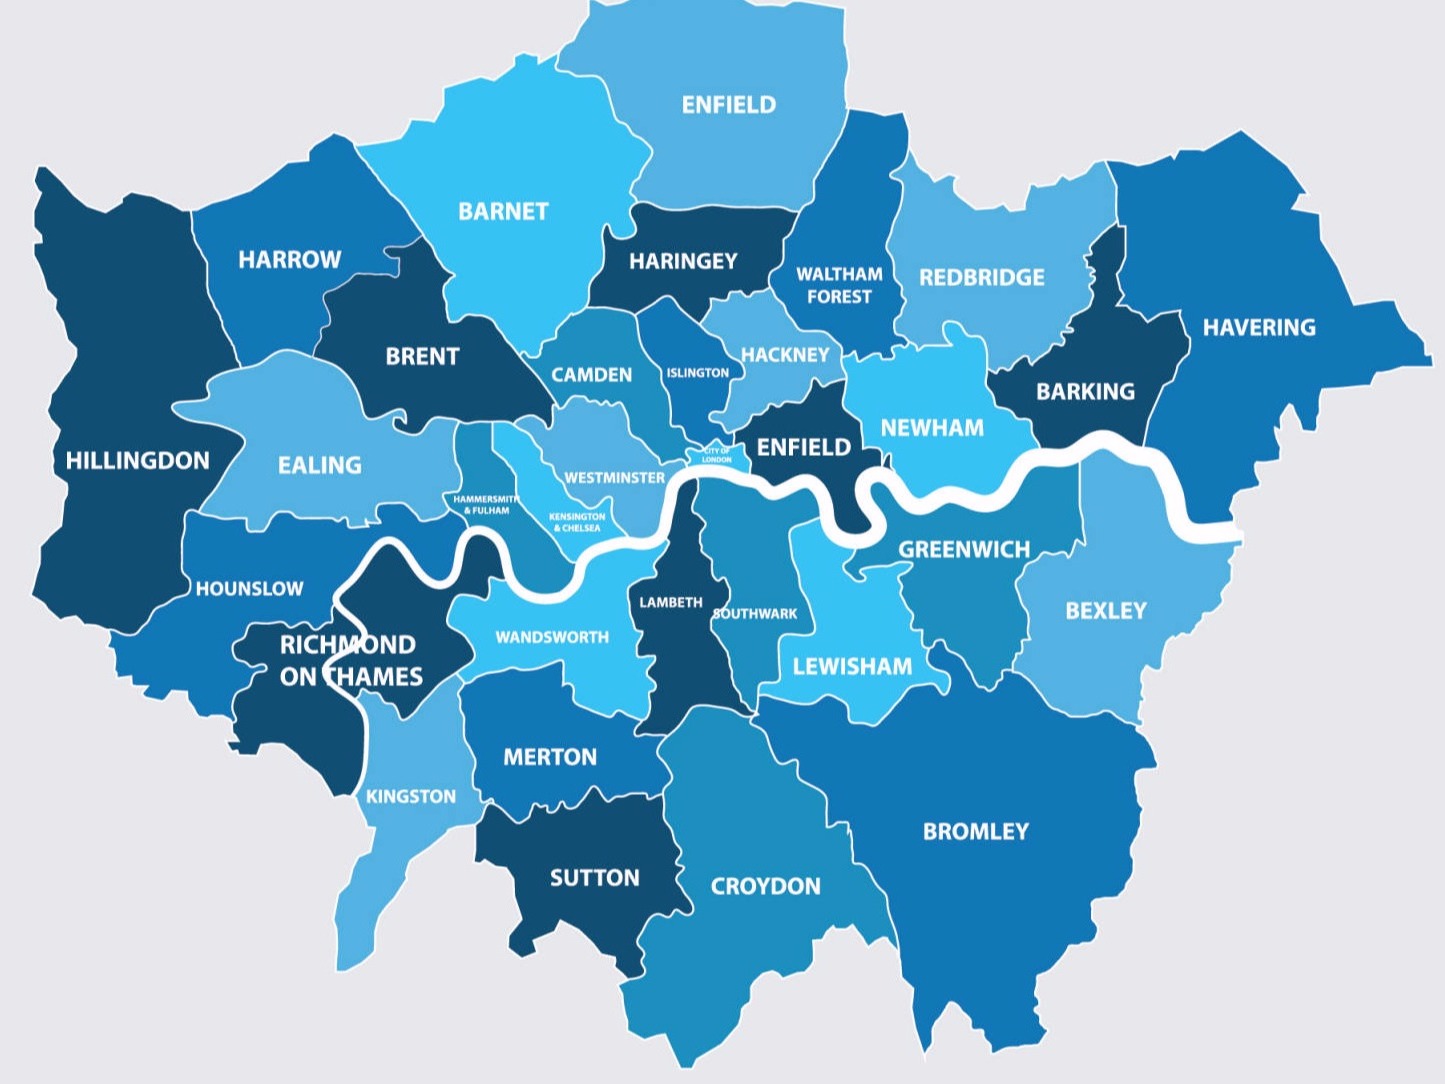 ENFIELD
BARNET
HARROW
HARINGEY
WALTHAM
FOREST
REDBRIDGE
HAVERING
BRENT
CAMDEN
ISLINGTON
HACKNEY
BARKING
HILLINGDON
EALING
NEWHAM
ENFIELD
CITY OF
LONDON
WESTMINSTER
HAMMERSMITH
& FULHAM
KENSINGTON
& CHELSEA
GREENWICH
HOUNSLOW
LAMBETH
SOUTHWARK
BEXLEY
RICHMOND
ON THAMES
WANDSWORTH
LEWISHAM
MERTON
KINGSTON
BROMLEY
SUTTON
CROYDON